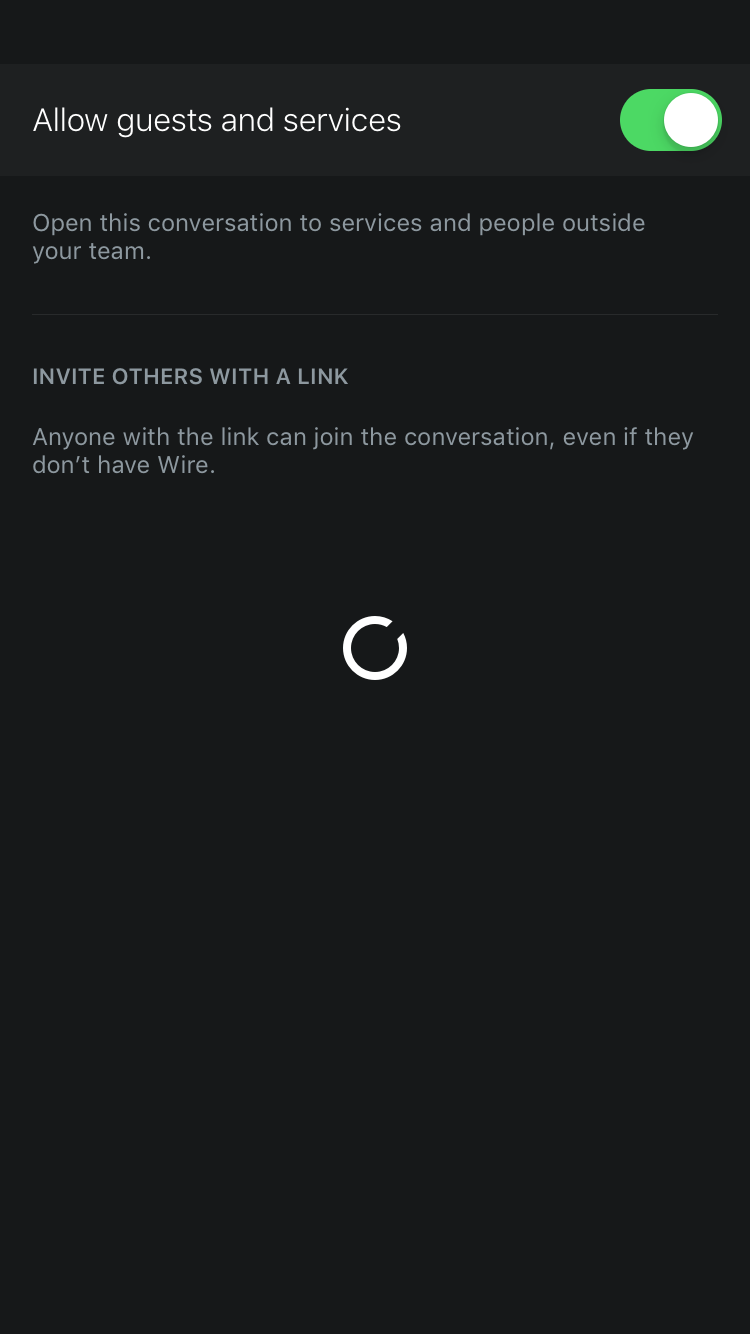 Allow guests and services
Open this conversation to services and people outside
your team.
INVITE OTHERS WITH A LINK
Anyone with the link can join the conversation, even if they
don’t have Wire.